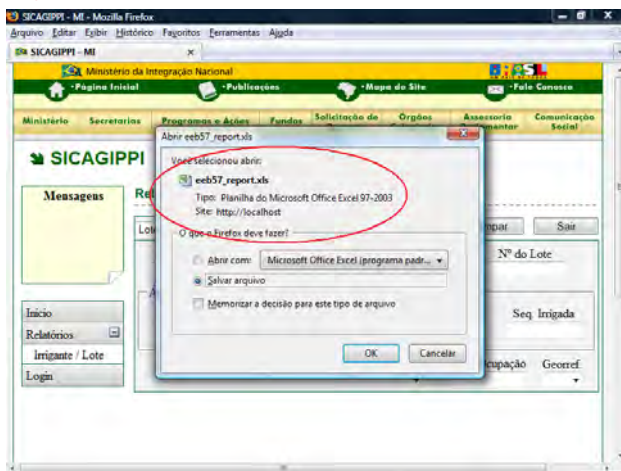 SICAGIPPI - MI - Mozilla Firefox
Arquivo Editar Exibir Histórico Favoritos Ferramentas Ajuda
SICAGIPPI - MI
Ministério da Integração Nacional
Página Inicial Publicações Mapa do Site Fale Conosco
Ministério Secretarias Programas e Ações Fundos Solicitação de Órgãos Assessoria Comunicação Social
SICAGIPPI
Abrir eeb57_report.xls
Você selecionou abrir:
eeb57_report.xls
Tipo: Planilha do Microsoft Office Excel 97-2003
Site: http://localhost
O que o Firefox deve fazer?
Abrir com: Microsoft Office Excel (programa padr...
Salvar arquivo
Memorizar a decisão para este tipo de arquivo
OK Cancelar
Mensagens
Sair
Nº do Lote
Seq. Irrigada
Georref
Início
Relatórios
Irrigante / Lote
Login